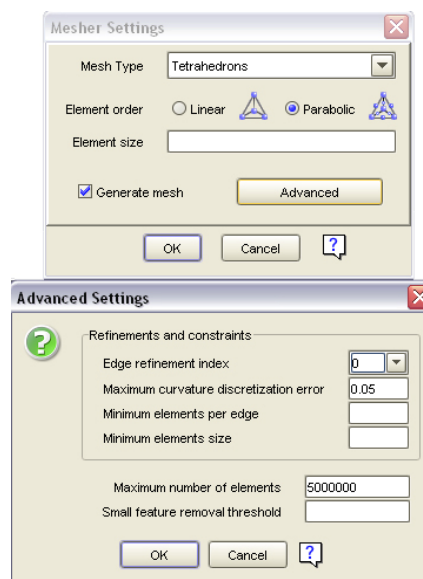 Mesher Settings
Mesh Type Tetrahedrons
Element order Linear Parabolic
Element size
Generate mesh Advanced
OK Cancel ?
Advanced Settings
?
Refinements and constraints
Edge refinement index 0
Maximum curvature discretization error 0.05
Minimum elements per edge
Minimum elements size
Maximum number of elements 5000000
Small feature removal threshold
OK Cancel ?